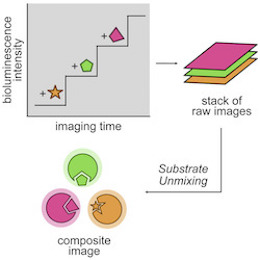 bioluminescence
intensity
+
+
+
imaging time
stack of
raw images
Substrate
Unmixing
composite
image